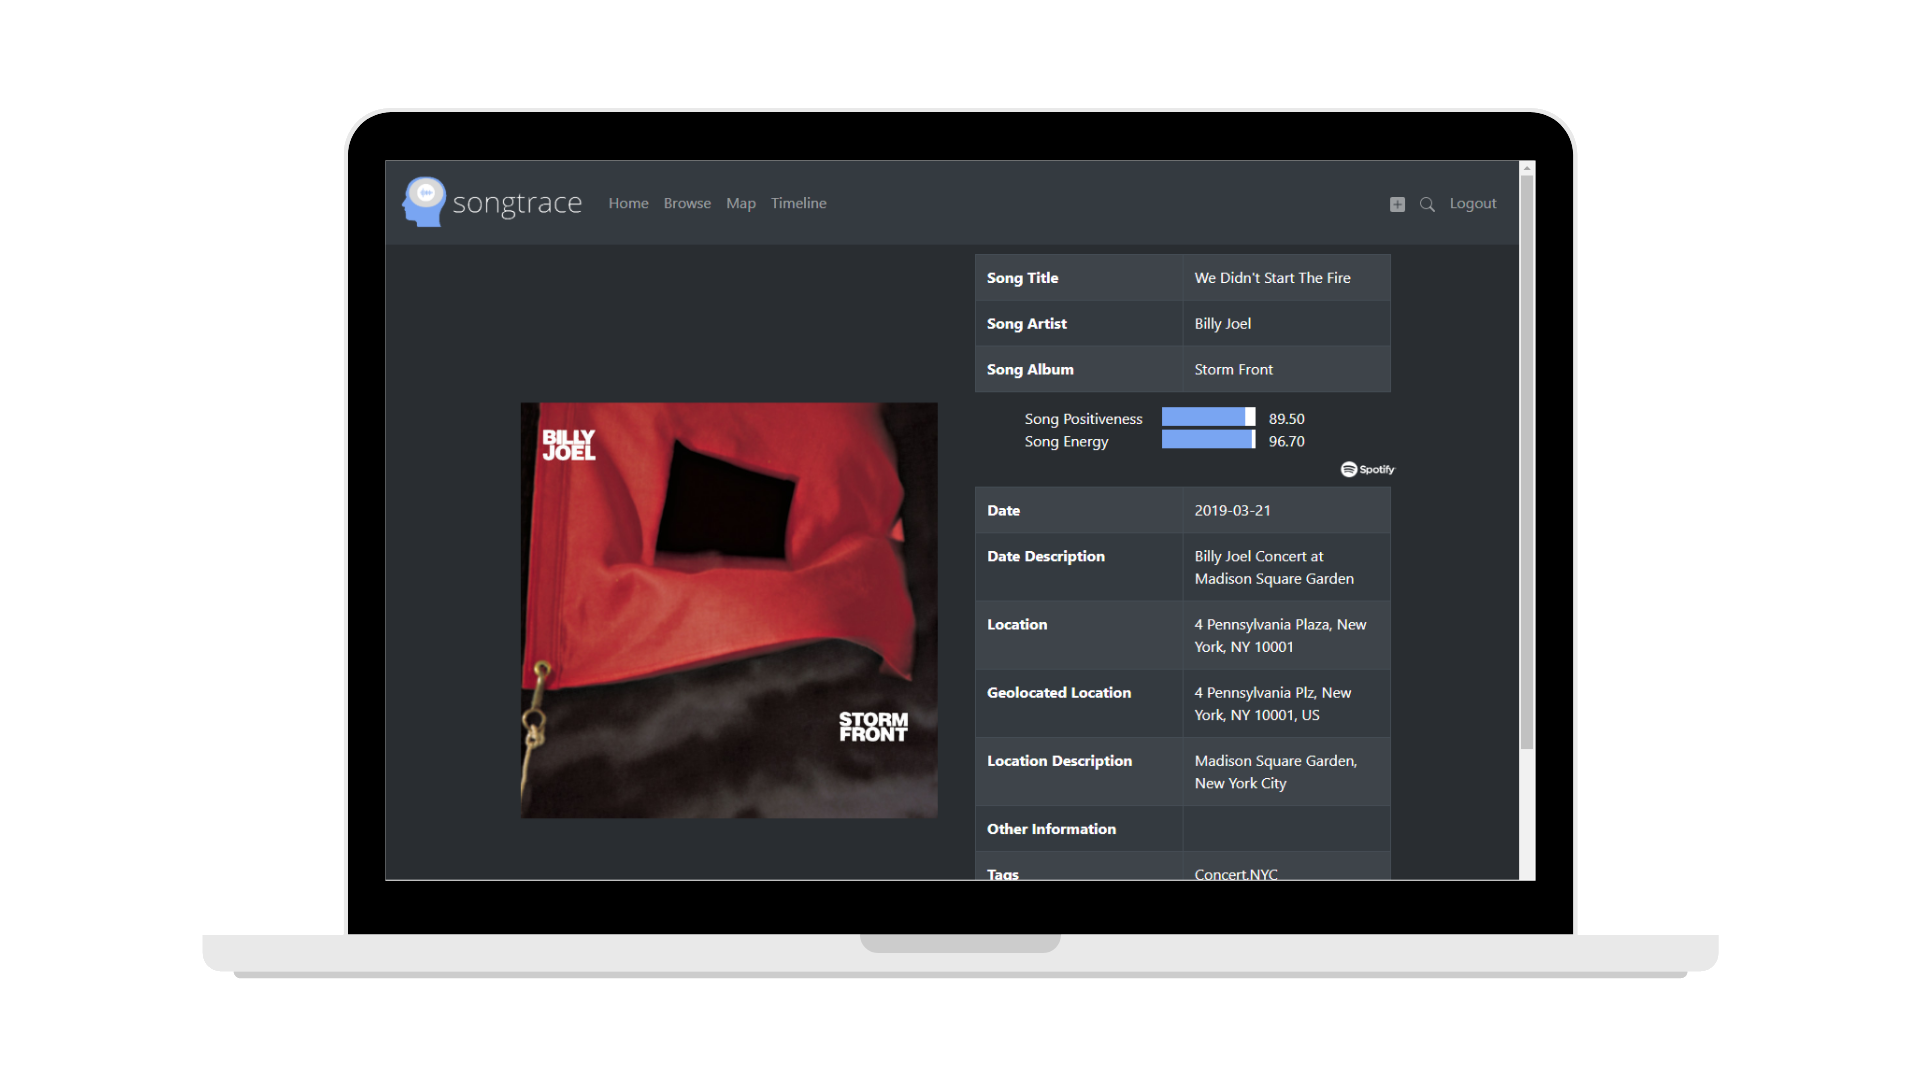 songtrace Home Browse Map Timeline Logout
Song Title We Didn't Start The Fire
Song Artist Billy Joel
Song Album Storm Front
Song Positiveness 89.50
Song Energy 96.70
Spotify
BILLY
JOEL
STORM
FRONT
Date 2019-03-21
Date Description Billy Joel Concert at
Madison Square Garden
Location 4 Pennsylvania Plaza, New
York, NY 10001
Geolocated Location 4 Pennsylvania Plz, New
York, NY 10001, US
Location Description Madison Square Garden,
New York City
Other Information
Tags Concert,NYC